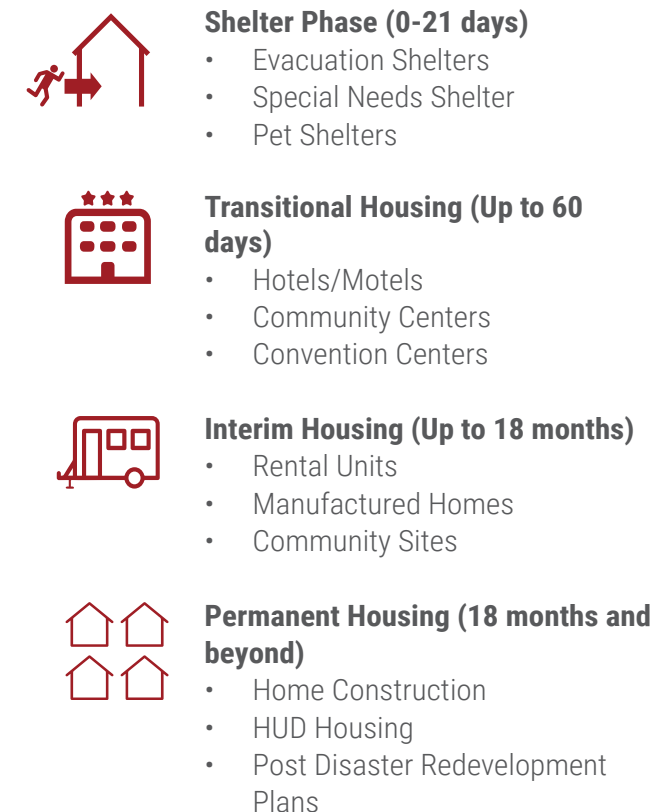 Shelter Phase (0-21 days)
• Evacuation Shelters
• Special Needs Shelter
• Pet Shelters
Transitional Housing (Up to 60
days)
• Hotels/Motels
• Community Centers
• Convention Centers
Interim Housing (Up to 18 months)
• Rental Units
• Manufactured Homes
• Community Sites
Permanent Housing (18 months and
beyond)
• Home Construction
• HUD Housing
• Post Disaster Redevelopment
Plans